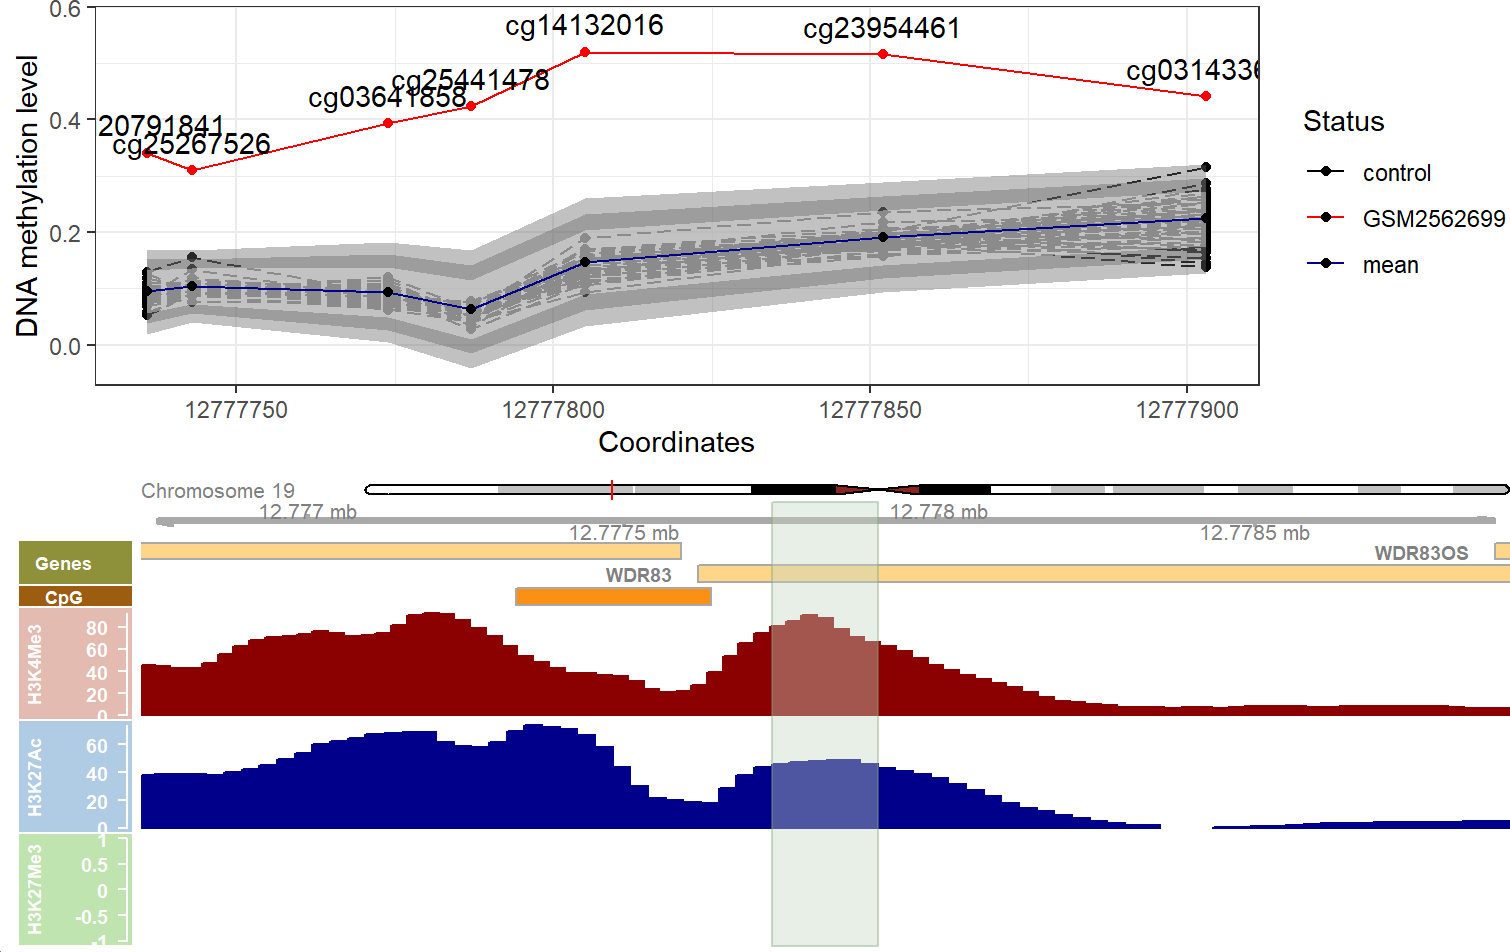 0.6
0.4
0.2
0.0
DNA methylation level
20791841
cg25267526
cg03641858
cg25441478
cg14132016
cg23954461
cg0314336
12777750
12777800
12777850
12777900
Coordinates
Status
control
GSM2562699
mean
Chromosome 19
12.777 mb
12.7775 mb
12.778 mb
12.7785 mb
Genes
WDR83
WDR83OS
CpG
H3K4Me3
80
60
40
20
0
H3K27Ac
60
40
20
0
H3K27Me3
1
0.5
0
-0.5
-1